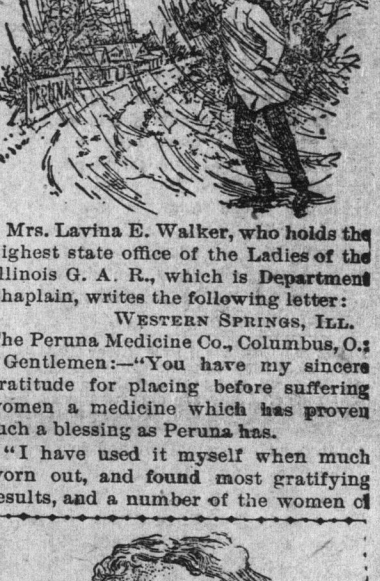 PERUNA
Mrs. Lavina E. Walker, who holds the
ighest state office of the Ladies of the
llinois G. A. R., which is Department
haplain, writes the following letter:
WESTERN SPRINGS, ILL.
he Peruna Medicine Co., Columbus, O.:
Gentlemen:—"You have my sincere
ratitude for placing before suffering
omen a medicine which has proven
uch a blessing as Peruna has.
"I have used it myself when much
orn out, and found most gratifying
esults, and a number of the women of